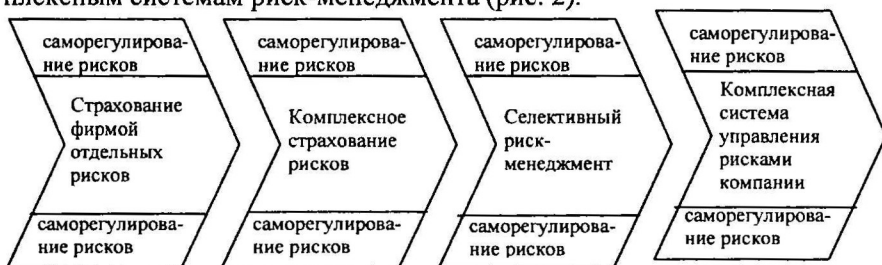 плексным системам риск-менеджмента (рис. 2).
саморегулирова-
ние рисков
Страхование
фирмой
отдельных
рисков
саморегулирова-
ние рисков
саморегулирова-
ние рисков
Комплексное
страхование
рисков
саморегулирова-
ние рисков
саморегулирова-
ние рисков
Селективный
риск-
менеджмент
саморегулирова-
ние рисков
саморегулирова-
ние рисков
Комплексная
система
управления
рисками
компании
саморегулирова-
ние рисков